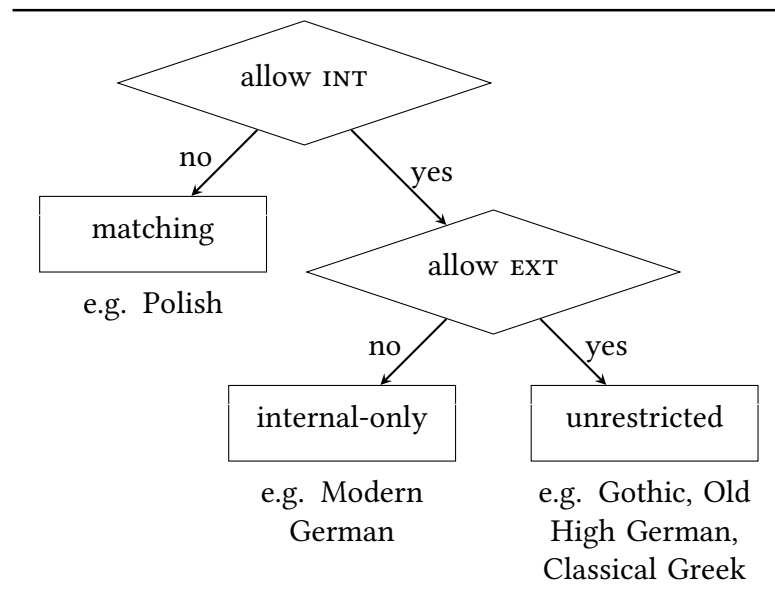 allow INT
no
yes
matching
allow EXT
e.g. Polish
no
yes
internal-only
unrestricted
e.g. Modern
German
e.g. Gothic, Old
High German,
Classical Greek